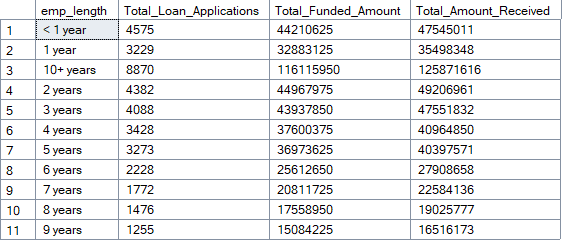 emp_length Total_Loan_Applications Total_Funded_Amount Total_Amount_Received
1 < 1 year 4575 44210625 47545011
2 1 year 3229 32883125 35498348
3 10+ years 8870 116115950 125871616
4 2 years 4382 44967975 49206961
5 3 years 4088 43937850 47551832
6 4 years 3428 37600375 40964850
7 5 years 3273 36973625 40397571
8 6 years 2228 25612650 27908658
9 7 years 1772 20811725 22584136
10 8 years 1476 17558950 19025777
11 9 years 1255 15084225 16516173